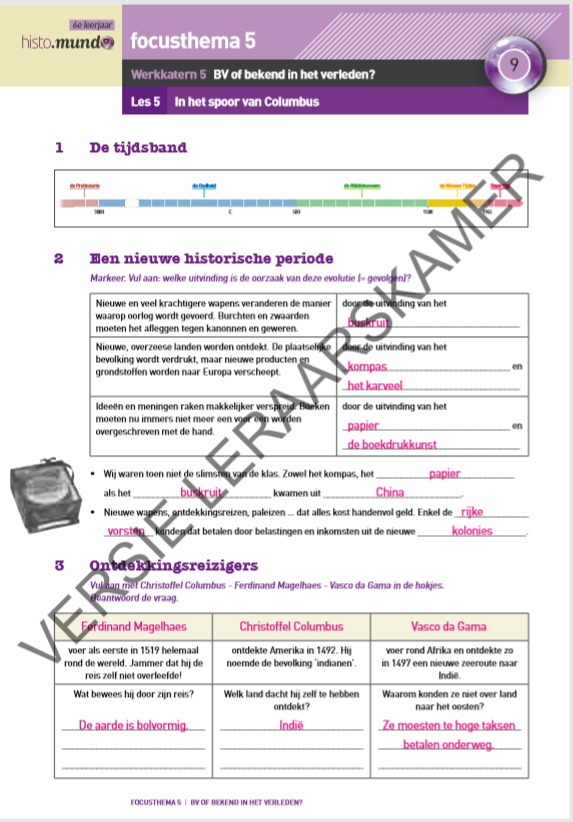 6e leerjaar
histo.mundo
focusthema 5
Werkkatern 5 BV of bekend in het verleden?
9
Les 5 In het spoor van Columbus
1 De tijdsband
de Prehistorie de Oudheid de Middeleeuwen de Nieuwe Tijden
3000 C. 500 1500
2 Een nieuwe historische periode
Markeer. Vul aan: welke uitvinding is de oorzaak van deze evolutie (= gevolgen)?
Nieuwe en veel krachtigere wapens veranderen de manier
waarop oorlog wordt gevoerd. Burchten en zwaarden
moeten het afleggen tegen kanonnen en geweren.
door de uitvinding van het
buskruit
Nieuwe, overzeese landen worden ontdekt. De plaatselijke
bevolking wordt verdrukt, maar nieuwe producten en
grondstoffen worden naar Europa verscheept.
door de uitvinding van het
kompas en
het karveel
Ideeën en meningen raken makkelijker verspreid. Boeken
moeten nu immers niet meer een voor een worden
overgeschreven met de hand.
door de uitvinding van het
papier en
de boekdrukkunst
• Wij waren toen niet de slimsten van de klas. Zowel het kompas, het papier
als het buskruit kwamen uit China.
• Nieuwe wapens, ontdekkingsreizen, paleizen ... dat alles kost handenvol geld. Enkel de rijke
vorsten konden dat betalen door belastingen en inkomsten uit de nieuwe kolonies.
3 Ontdekkingsreizigers
Vul aan met Christoffel Columbus – Ferdinand Magelhaes – Vasco da Gama in de hokjes.
Beantwoord de vraag.
Ferdinand Magelhaes
voer als eerste in 1519 helemaal
rond de wereld. Jammer dat hij de
reis zelf niet overleefde!
Wat bewees hij door zijn reis?
De aarde is bolvormig.
Christoffel Columbus
ontdekte Amerika in 1492. Hij
noemde de bevolking 'indianen'.
Welk land dacht hij zelf te hebben
ontdekt?
Indië
Vasco da Gama
voer rond Afrika en ontdekte zo
in 1497 een nieuwe zeeroute naar
Indië.
Waarom konden ze niet over land
naar het oosten?
Ze moesten te hoge taksen
betalen onderweg.
FOCUSTHEMA 5 | BV OF BEKEND IN HET VERLEDEN?
VERSIE LERAARSKAMER